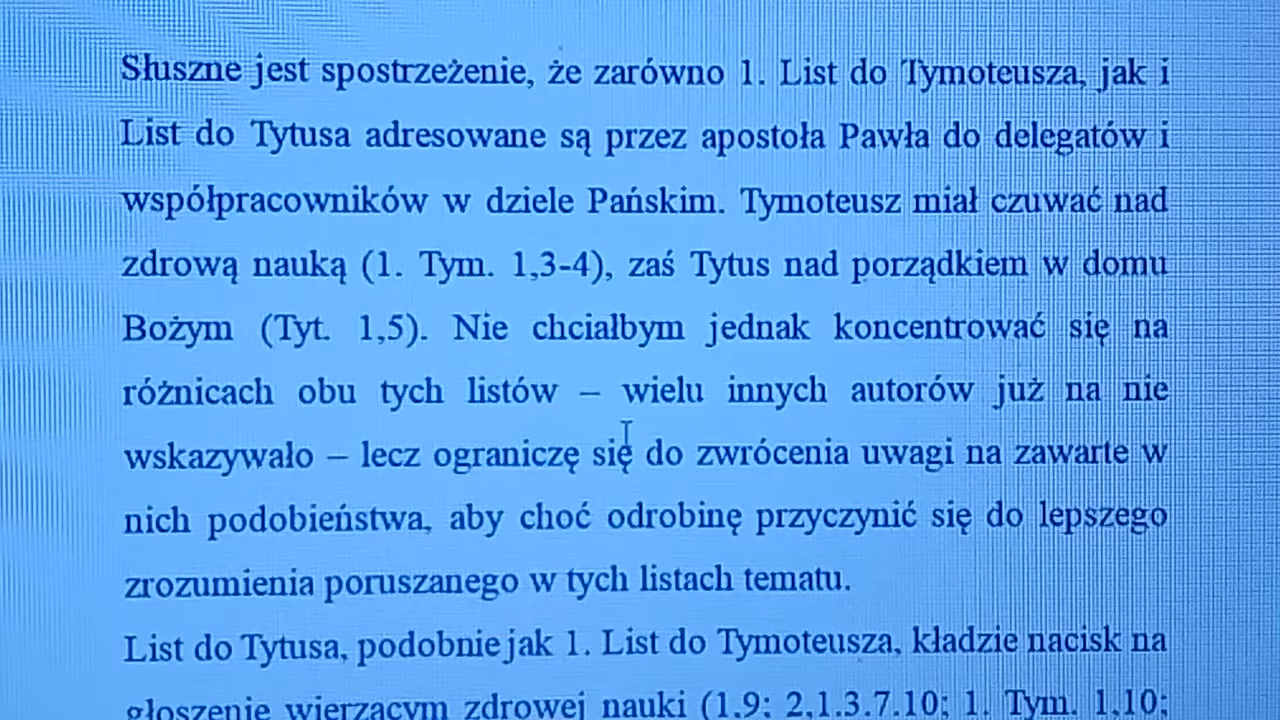 Słuszne jest spostrzeżenie, że zarówno 1. List do Tymoteusza, jak i
List do Tytusa adresowane są przez apostoła Pawła do delegatów i
współpracowników w dziele Pańskim. Tymoteusz miał czuwać nad
zdrową nauką (1. Tym. 1,3-4), zaś Tytus nad porządkiem w domu
Bożym (Tyt. 1,5). Nie chciałbym jednak koncentrować się na
różnicach obu tych listów – wielu innych autorów już na nie
wskazywało – lecz ograniczę się do zwrócenia uwagi na zawarte w
nich podobieństwa, aby choć odrobinę przyczynić się do lepszego
zrozumienia poruszanego w tych listach tematu.
List do Tytusa, podobnie jak 1. List do Tymoteusza, kładzie nacisk na
głoszenie wierzącym zdrowej nauki (1,9; 2,1.3.7.10; 1. Tym. 1,10;